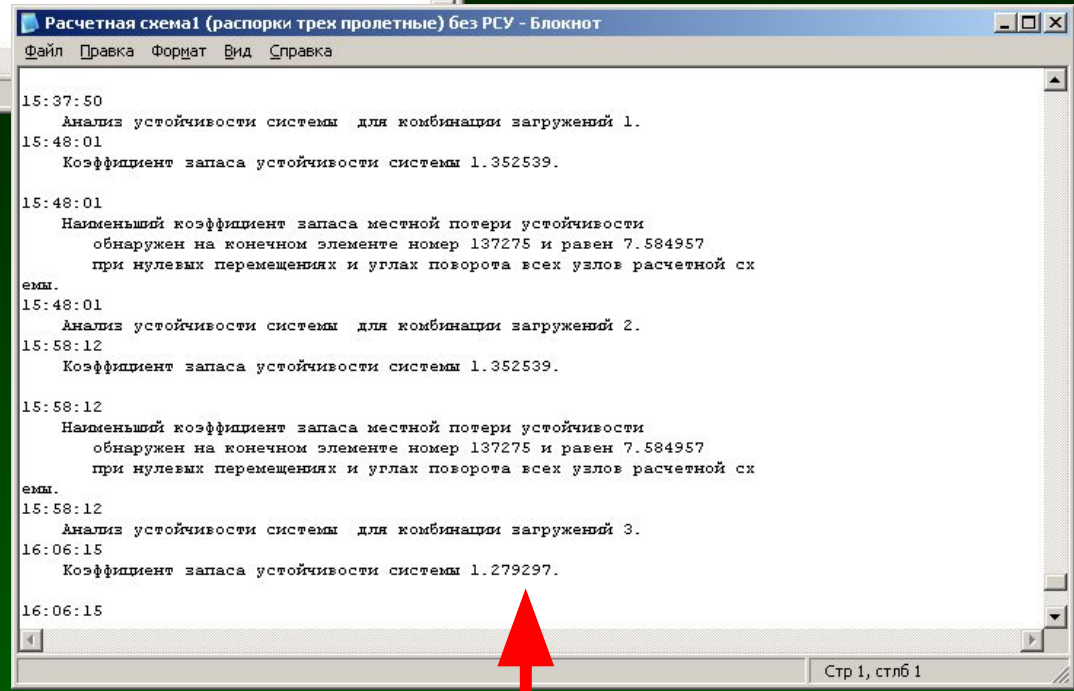 Расчетная схема1 (распорки трех пролетные) без РСУ - Блокнот
Файл Правка Формат Вид Справка
15:37:50
Анализ устойчивости системы для комбинации загружений 1.
15:48:01
Коэффициент запаса устойчивости системы 1.352539.
15:48:01
Наименьший коэффициент запаса местной потери устойчивости
обнаружен на конечном элементе номер 137275 и равен 7.584957
при нулевых перемещениях и углах поворота всех узлов расчетной сх
емы.
15:48:01
Анализ устойчивости системы для комбинации загружений 2.
15:58:12
Коэффициент запаса устойчивости системы 1.352539.
15:58:12
Наименьший коэффициент запаса местной потери устойчивости
обнаружен на конечном элементе номер 137275 и равен 7.584957
при нулевых перемещениях и углах поворота всех узлов расчетной сх
емы.
15:58:12
Анализ устойчивости системы для комбинации загружений 3.
16:06:15
Коэффициент запаса устойчивости системы 1.279297.
16:06:15
Стр 1, стлб 1